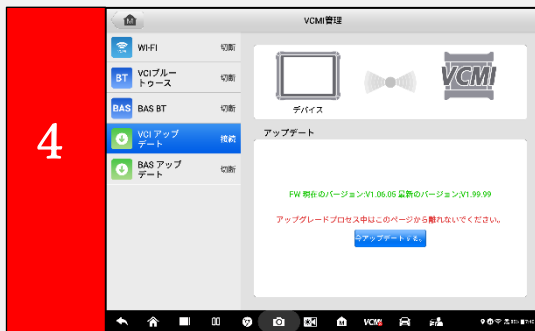 4
M
VCMI管理
WI-FI
切断
BT
VCIブルー
トゥース
切断
BAS
BAS BT
切断
VCI アップ
デート
接続
BAS アップ
デート
切断
デバイス
VCMI
アップデート
FW 現在のバージョン:V1.06.05 最新のバージョン:V1.99.99
アップグレードプロセス中はこのページから離れないでください。
今アップデートする。
VCMI